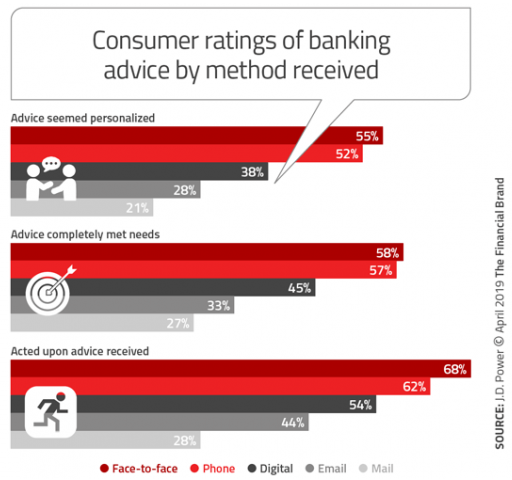 Consumer ratings of banking
advice by method received
Advice seemed personalized
55%
52%
38%
28%
21%
Advice completely met needs
58%
57%
45%
33%
27%
Acted upon advice received
68%
62%
54%
44%
28%
Face-to-face Phone Digital Email Mail
SOURCE: J.D. Power © April 2019 The Financial Brand